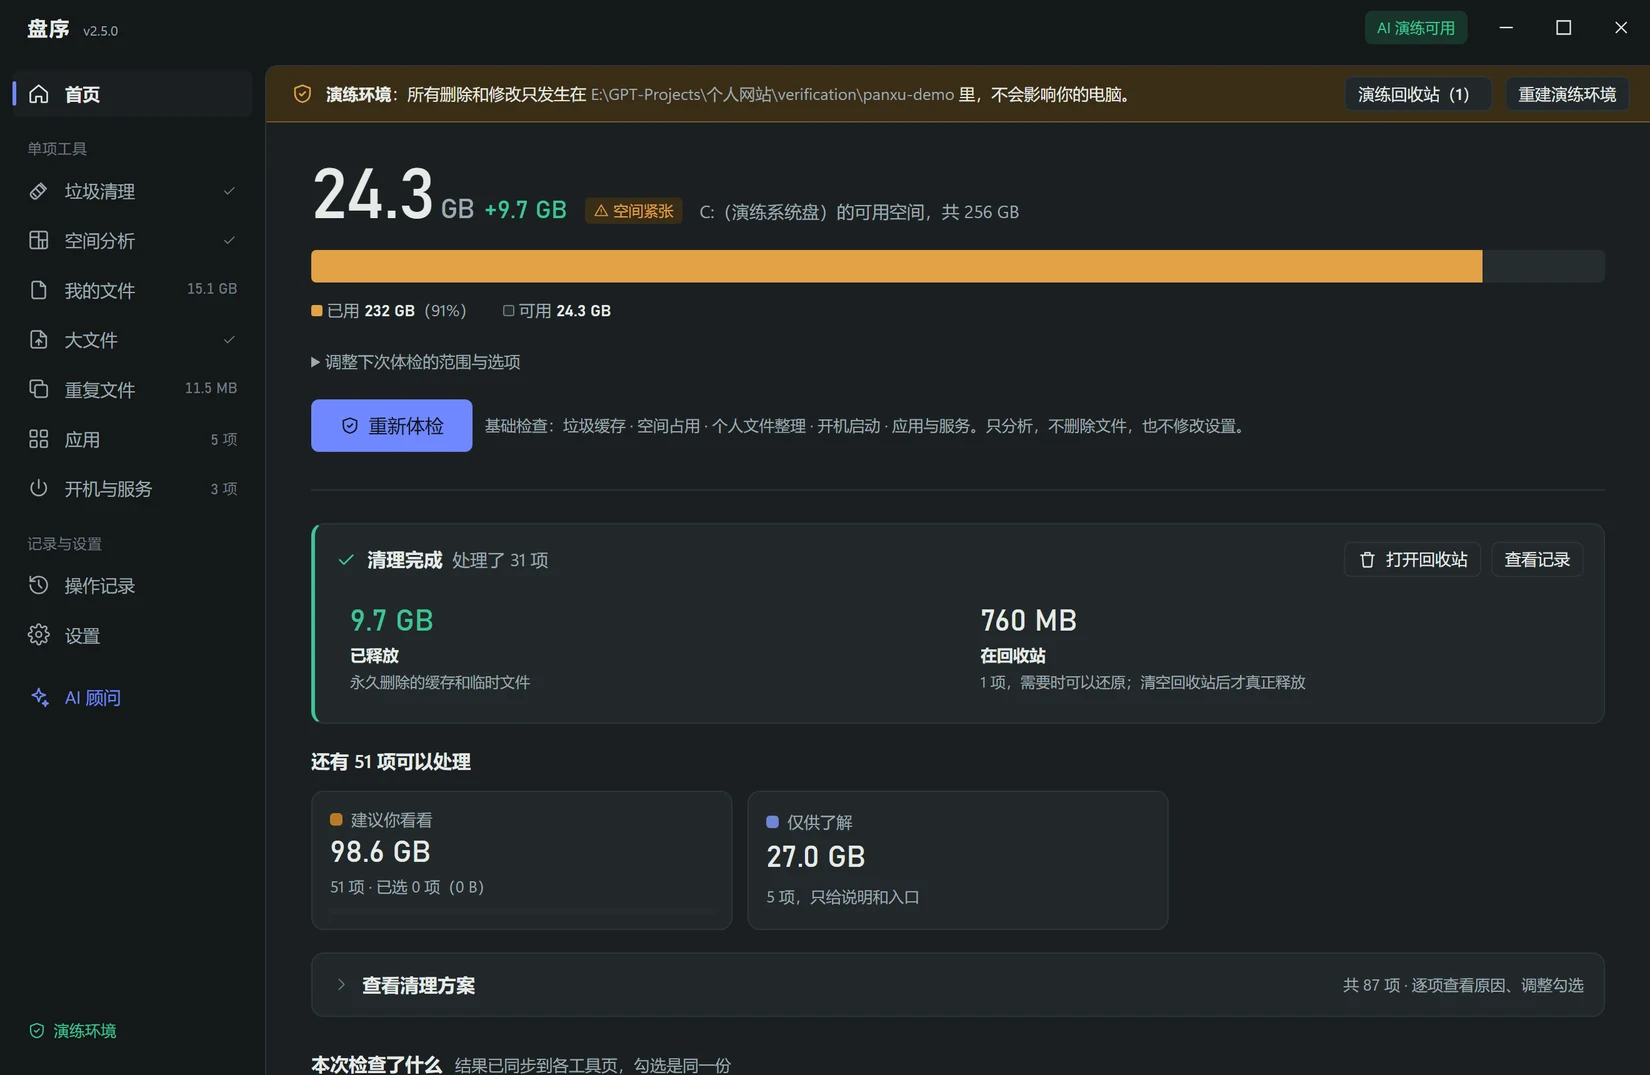 盘序 v2.5.0
AI 演练可用
首页
单项工具
垃圾清理
空间分析
我的文件 15.1 GB
大文件
重复文件 11.5 MB
应用 5 项
开机与服务 3 项
记录与设置
操作记录
设置
AI 顾问
演练环境
演练环境：所有删除和修改只发生在 E:\GPT-Projects\个人网站\verification\panxu-demo 里，不会影响你的电脑。
演练回收站（1）
重建演练环境
24.3 GB +9.7 GB 空间紧张 C:（演练系统盘）的可用空间，共 256 GB
已用 232 GB（91%） 可用 24.3 GB
调整下次体检的范围与选项
重新体检
基础检查：垃圾缓存 · 空间占用 · 个人文件整理 · 开机启动 · 应用与服务。只分析，不删除文件，也不修改设置。
清理完成 处理了 31 项
打开回收站
查看记录
9.7 GB
已释放
永久删除的缓存和临时文件
760 MB
在回收站
1 项，需要时可以还原；清空回收站后才真正释放
还有 51 项可以处理
建议你看看
98.6 GB
51 项 · 已选 0 项（0 B）
仅供了解
27.0 GB
5 项，只给说明和入口
查看清理方案
共 87 项 · 逐项查看原因、调整勾选
本次检查了什么 结果已同步到各工具页，勾选是同一份